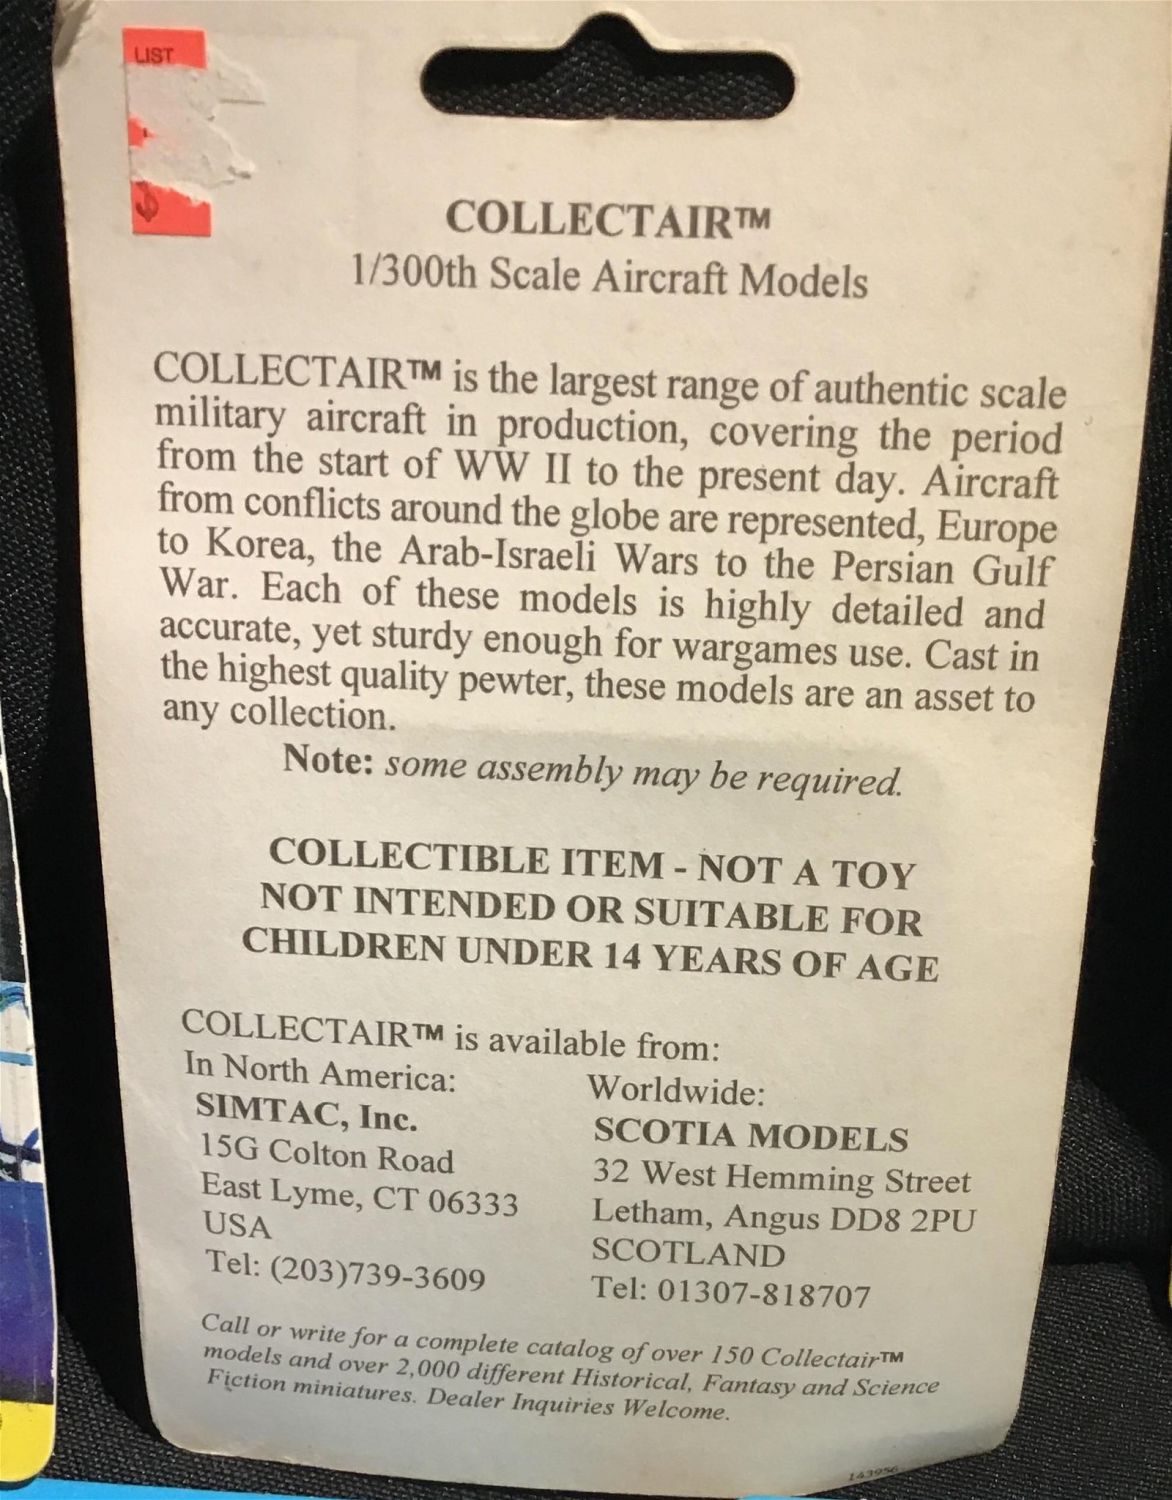 LIST
COLLECTAIR™
1/300th Scale Aircraft Models
COLLECTAIR™ is the largest range of authentic scale
military aircraft in production, covering the period
from the start of WW II to the present day. Aircraft
from conflicts around the globe are represented, Europe
to Korea, the Arab-Israeli Wars to the Persian Gulf
War. Each of these models is highly detailed and
accurate, yet sturdy enough for wargames use. Cast in
the highest quality pewter, these models are an asset to
any collection.
Note: some assembly may be required.
COLLECTIBLE ITEM - NOT A TOY
NOT INTENDED OR SUITABLE FOR
CHILDREN UNDER 14 YEARS OF AGE
COLLECTAIR™ is available from:
In North America:
SIMTAC, Inc.
15G Colton Road
East Lyme, CT 06333
USA
Tel: (203)739-3609
Worldwide:
SCOTIA MODELS
32 West Hemming Street
Letham, Angus DD8 2PU
SCOTLAND
Tel: 01307-818707
Call or write for a complete catalog of over 150 Collectair™
models and over 2,000 different Historical, Fantasy and Science
Fiction miniatures. Dealer Inquiries Welcome.